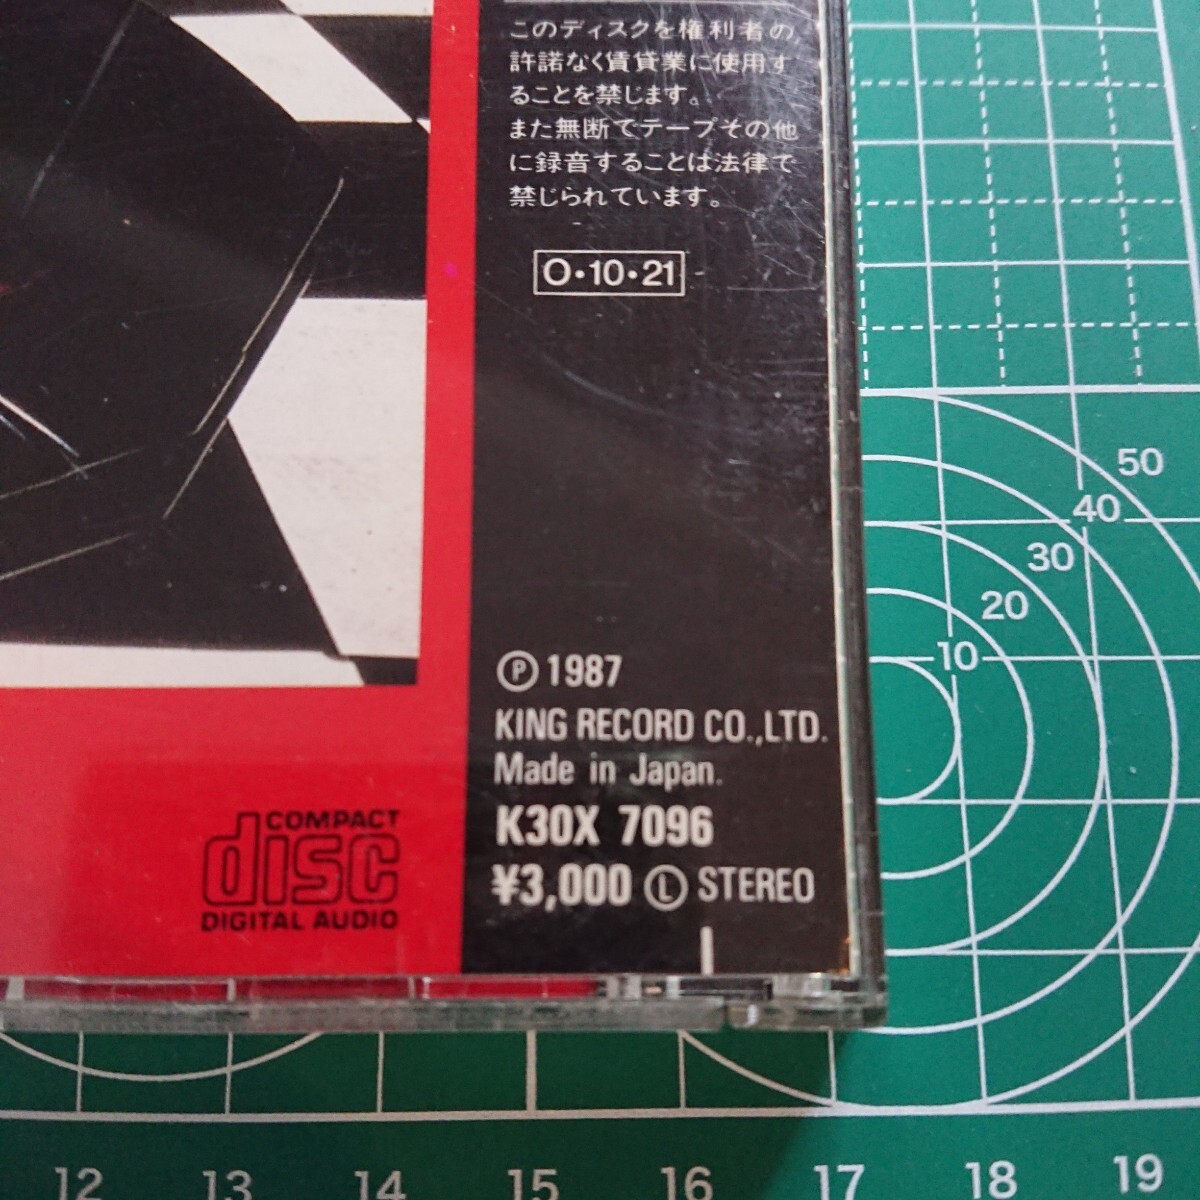 このディスクを権利者の
許諾なく賃貸業に使用す
ることを禁じます。
また無断でテープその他
に録音することは法律で
禁じられています。
O・10・21
Ⓟ 1987
KING RECORD CO.,LTD.
Made in Japan.
K30X 7096
¥3,000 Ⓛ STEREO
COMPACT
disc
DIGITAL AUDIO
50
40
30
20
10
12 13 14 15 16 17 18 19